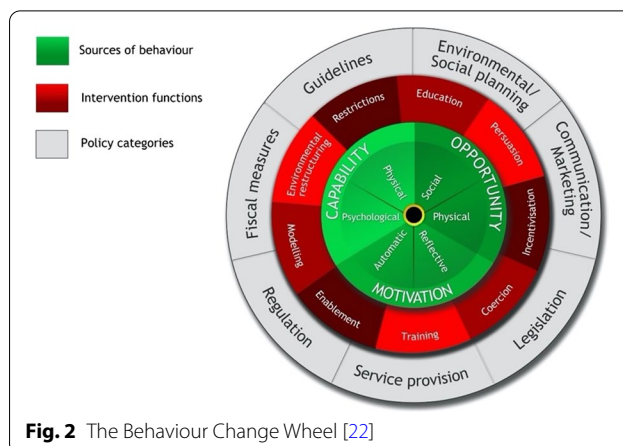 Sources of behaviour
Intervention functions
Policy categories
Guidelines
Environmental/
Social planning
Communication/
Marketing
Legislation
Service provision
Regulation
Fiscal measures
Restrictions
Education
Persuasion
Incentivisation
Coercion
Training
Enablement
Modelling
Environmental
restructuring
CAPABILITY
OPPORTUNITY
MOTIVATION
Physical
Social
Physical
Reflective
Automatic
Psychological
Fig. 2 The Behaviour Change Wheel [22]